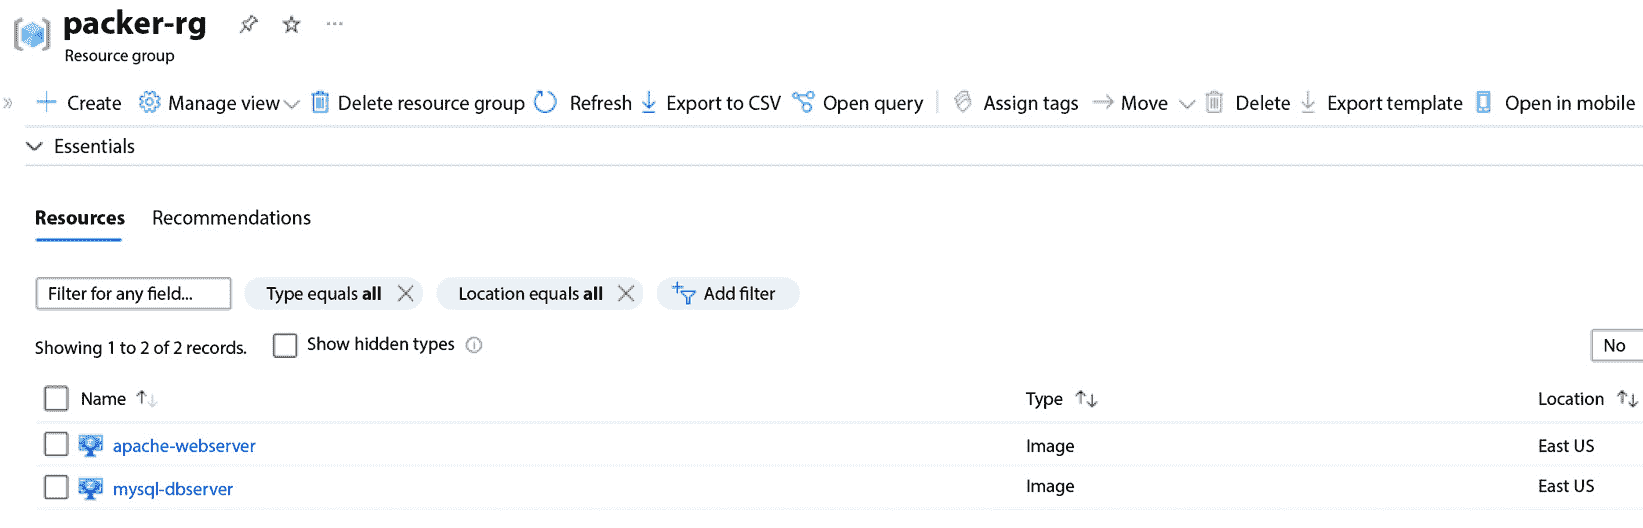 packer-rg
Resource group
Create Manage view Delete resource group Refresh Export to CSV Open query Assign tags Move Delete Export template Open in mobile
Essentials
Resources Recommendations
Filter for any field... Type equals all Location equals all Add filter
Showing 1 to 2 of 2 records. Show hidden types No
Name Type Location
apache-webserver Image East US
mysql-dbserver Image East US